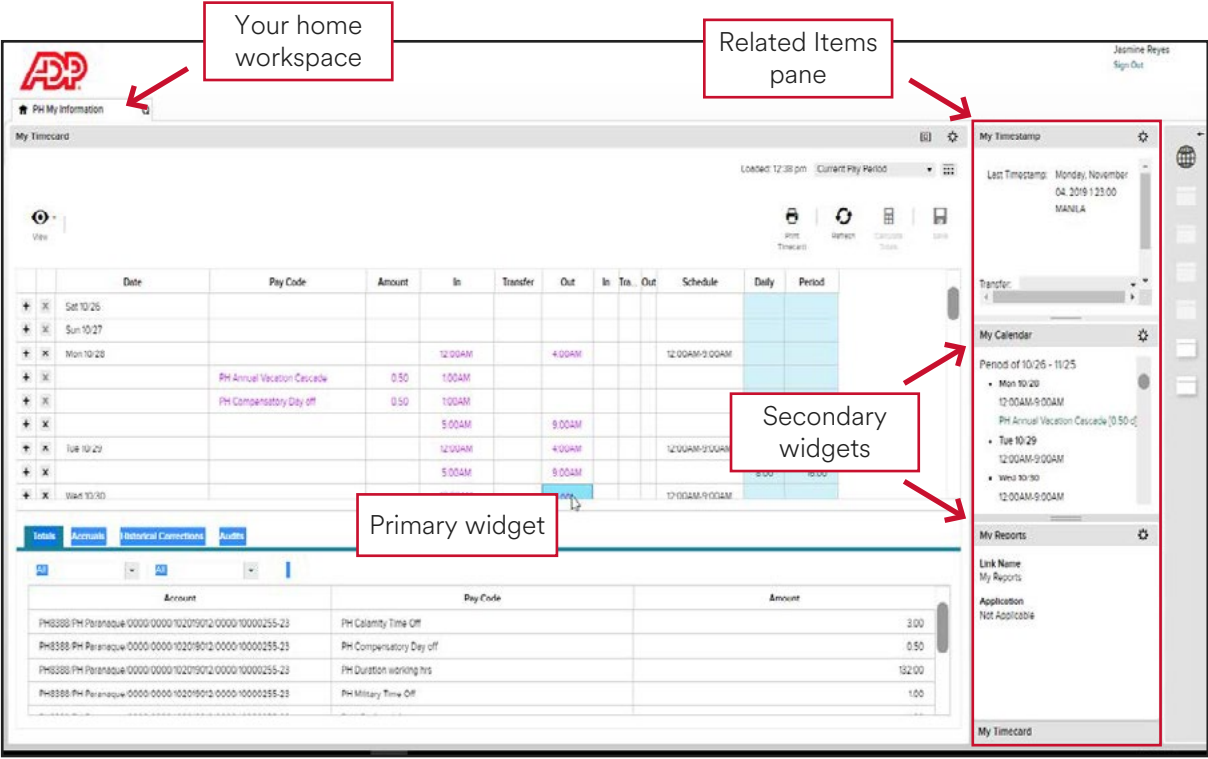 Your home
workspace
Related Items
pane
ADP
Jasmine Reyes
Sign Out
PH My Information
My Timecard
Loaded: 12:38 pm Current Pay Period
View
Print
Timecard
Refresh
Calculate
Totals
Save
Date Pay Code Amount In Transfer Out In Tra... Out Schedule Daily Period
+ × Sat 10/26
+ × Sun 10/27
+ × Mon 10/28 12:00AM 4:00AM 12:00AM-9:00AM
+ × PH Annual Vacation Cascade 0.50 1:00AM
+ × PH Compensatory Day off 0.50 1:00AM
+ × 5:00AM 9:00AM
+ × Tue 10/29 12:00AM 4:00AM 12:00AM-9:00AM
+ × 5:00AM 9:00AM 8:00 16:00
+ × Wed 10/30 12:00AM-9:00AM
Primary widget
Totals Accruals Historical Corrections Audits
All All
Account Pay Code Amount
PH8388/PH Paranaque/0000/0000/102019012/0000/10000255-23 PH Calamity Time Off 3.00
PH8388/PH Paranaque/0000/0000/102019012/0000/10000255-23 PH Compensatory Day off 0.50
PH8388/PH Paranaque/0000/0000/102019012/0000/10000255-23 PH Duration working hrs 132:00
PH8388/PH Paranaque/0000/0000/102019012/0000/10000255-23 PH Military Time Off 1.00
My Timestamp
Last Timestamp: Monday, November
04, 2019 1:23:00
MANILA
Transfer:
My Calendar
Period of 10/26 - 11/25
• Mon 10/28
12:00AM-9:00AM
PH Annual Vacation Cascade [0.50 d]
• Tue 10/29
12:00AM-9:00AM
• Wed 10/30
12:00AM-9:00AM
Secondary
widgets
My Reports
Link Name
My Reports
Application
Not Applicable
My Timecard